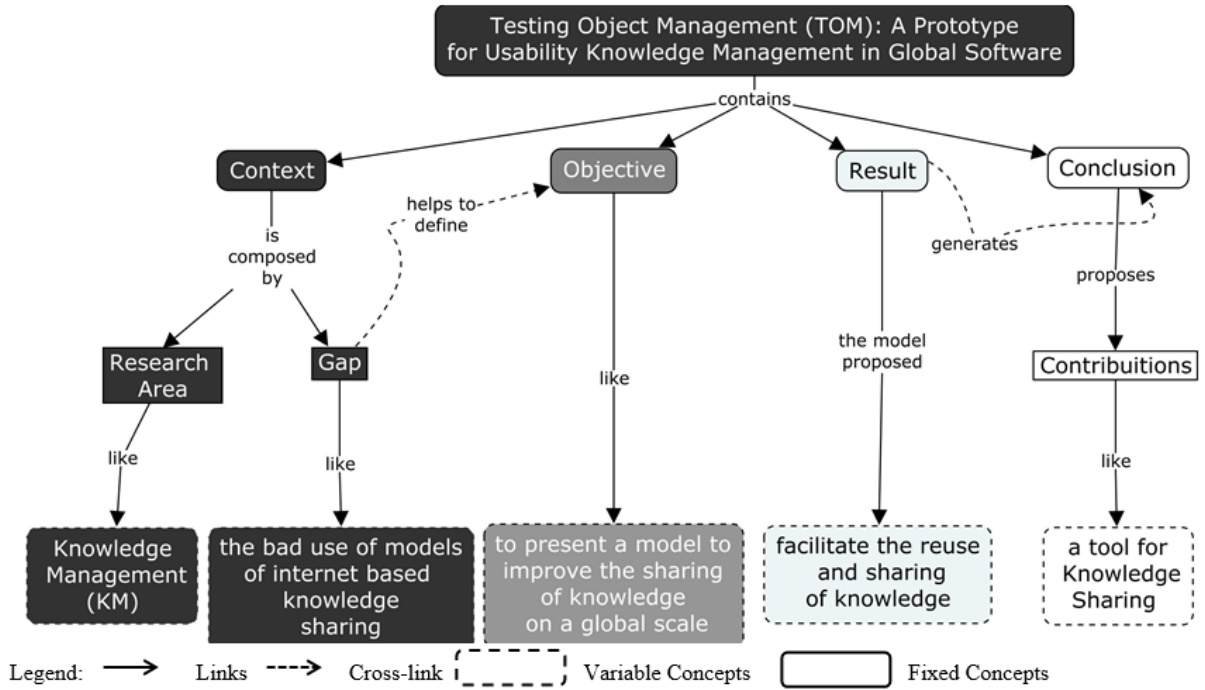 Testing Object Management (TOM): A Prototype
for Usability Knowledge Management in Global Software
contains
Context
Objective
Result
Conclusion
helps to
define
generates
is
composed
by
proposes
the model
proposed
Research
Area
Gap
Contribuitions
like
like
like
like
Knowledge
Management
(KM)
the bad use of models
of internet based
knowledge
sharing
to present a model to
improve the sharing
of knowledge
on a global scale
facilitate the reuse
and sharing
of knowledge
a tool for
Knowledge
Sharing
Legend: Links Cross-link Variable Concepts Fixed Concepts